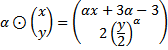 α ⊙ (x y) = (αx + 3α − 3 2(y/2)^α)